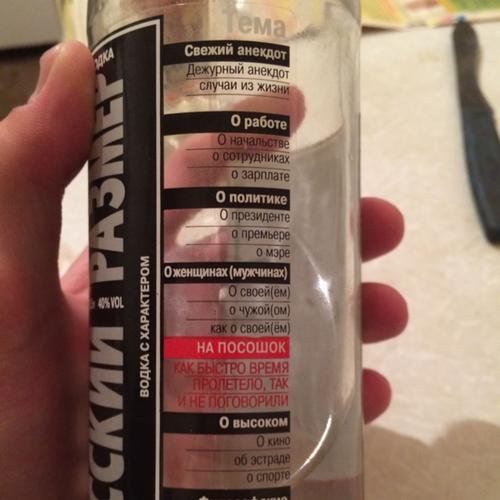 Тема
Свежий анекдот
Дежурный анекдот
случаи из жизни
О работе
О начальстве
о сотрудниках
о зарплате
О политике
О президенте
о премьере
о мэре
О женщинах (мужчинах)
О своей(ём)
о чужой(ом)
как о своей(ём)
НА ПОСОШОК
КАК БЫСТРО ВРЕМЯ
ПРОЛЕТЕЛО, ТАК
И НЕ ПОГОВОРИЛИ
О высоком
О кино
об эстраде
о спорте
ССКИЙ РАЗМЕР
40% VOL
ВОДКА С ХАРАКТЕРОМ